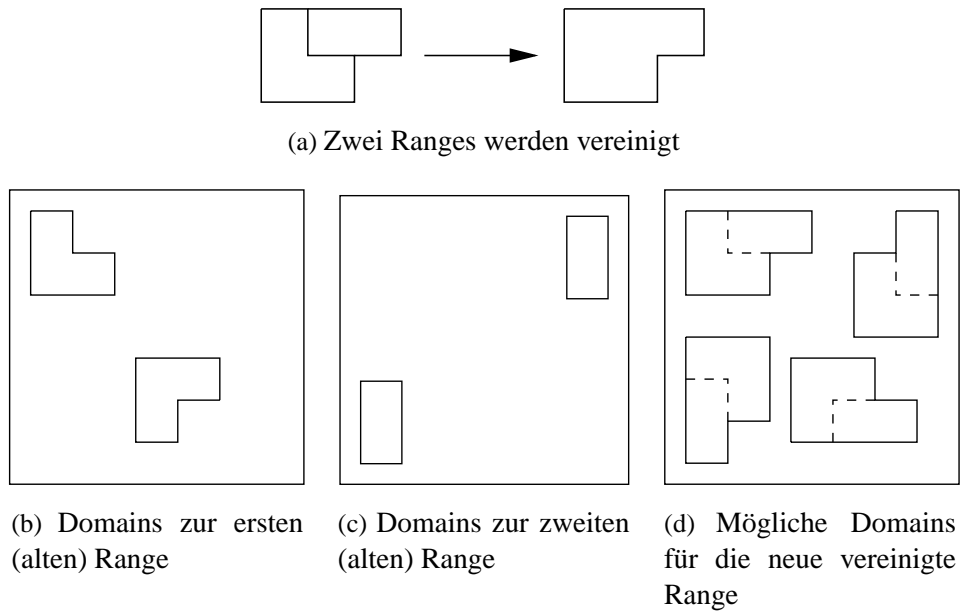 (a) Zwei Ranges werden vereinigt
(b) Domains zur ersten
(alten) Range
(c) Domains zur zweiten
(alten) Range
(d) Mögliche Domains
für die neue vereinigte
Range